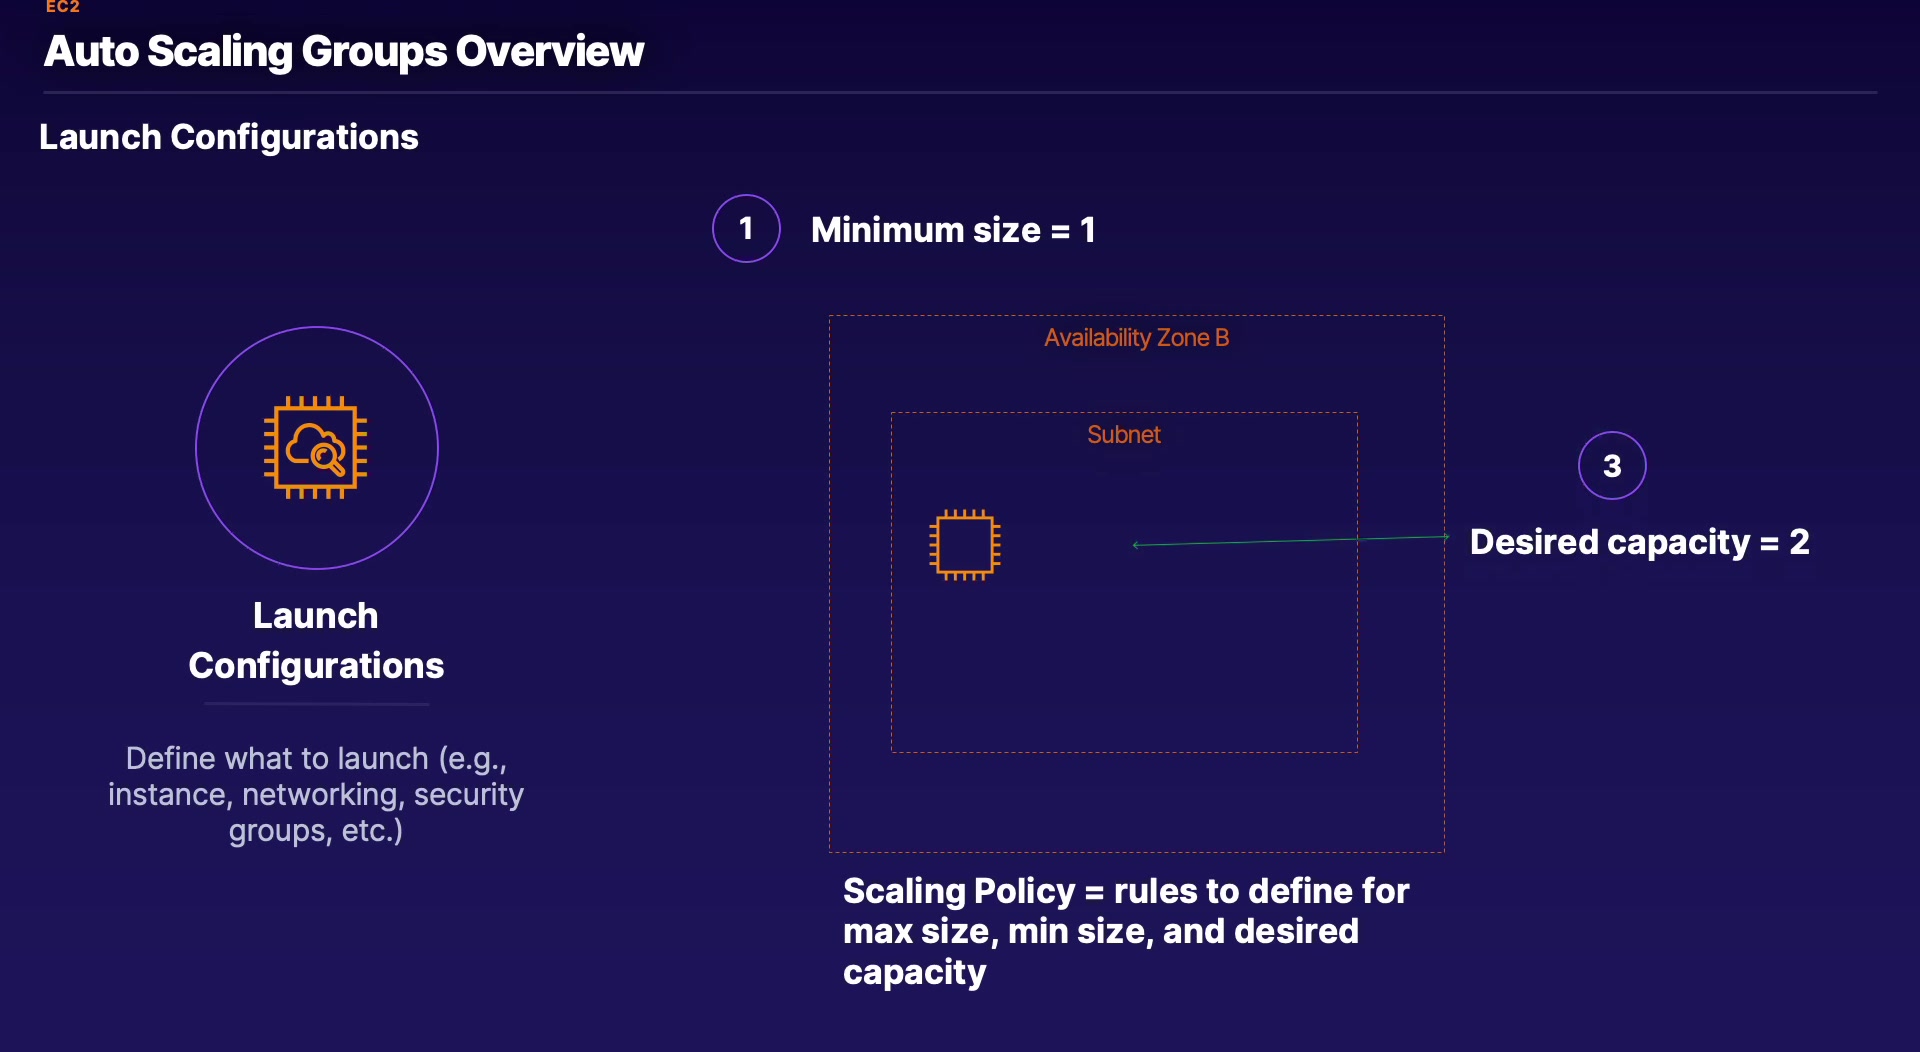 EC2
Auto Scaling Groups Overview
Launch Configurations
1
Minimum size = 1
Availability Zone B
Subnet
3
Desired capacity = 2
Launch
Configurations
Define what to launch (e.g.,
instance, networking, security
groups, etc.)
Scaling Policy = rules to define for
max size, min size, and desired
capacity